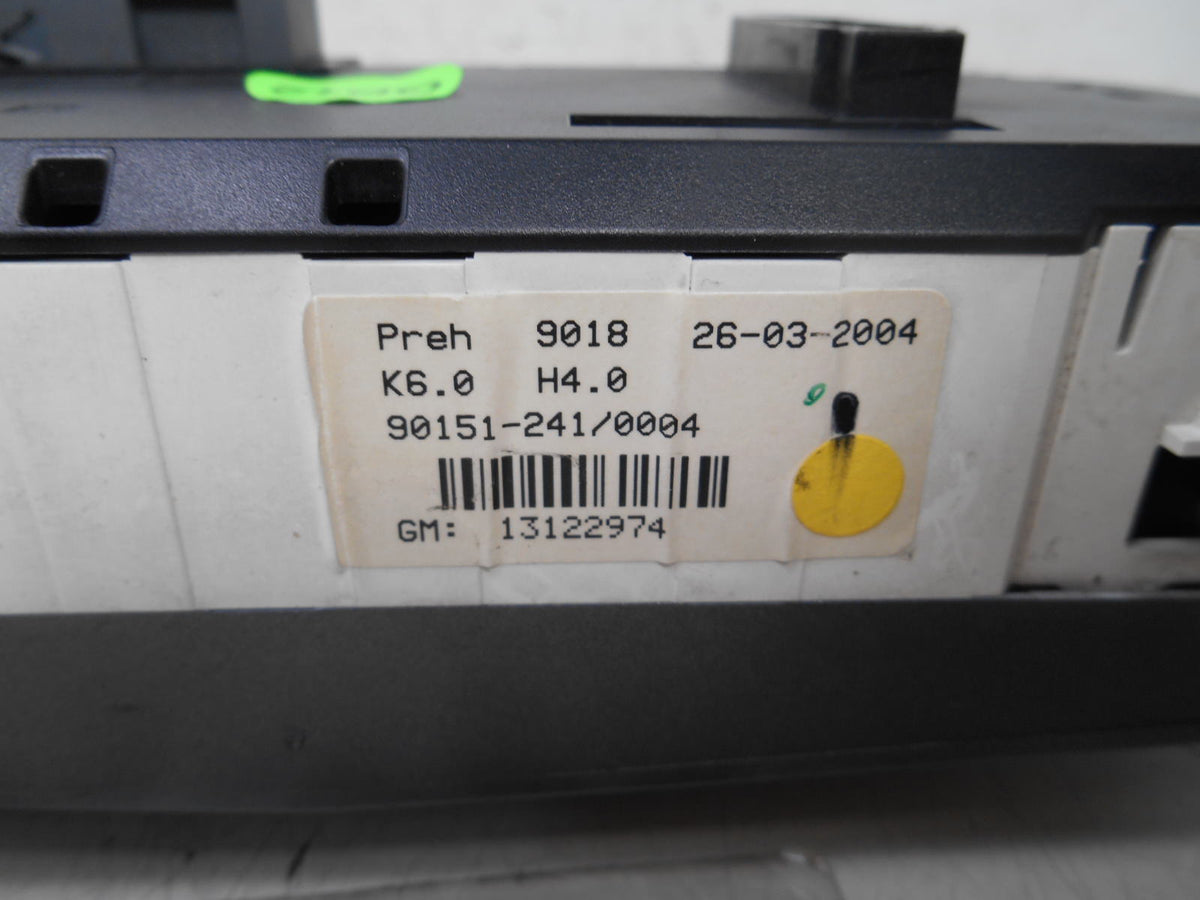 Preh 9018 26-03-2004
K6.0 H4.0
90151-241/0004
GM: 13122974